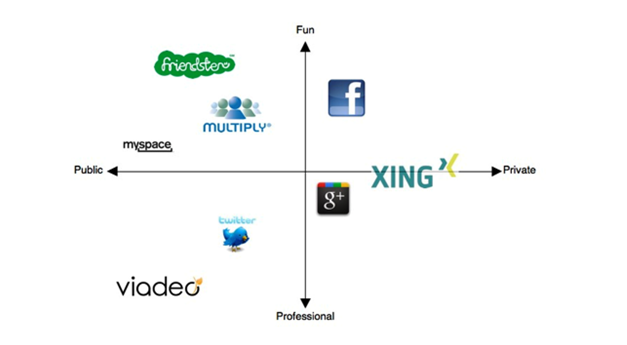 Fun
friendster
f
MULTIPLY
myspace
Public
Private
XING
g+
twitter
viadeo
Professional